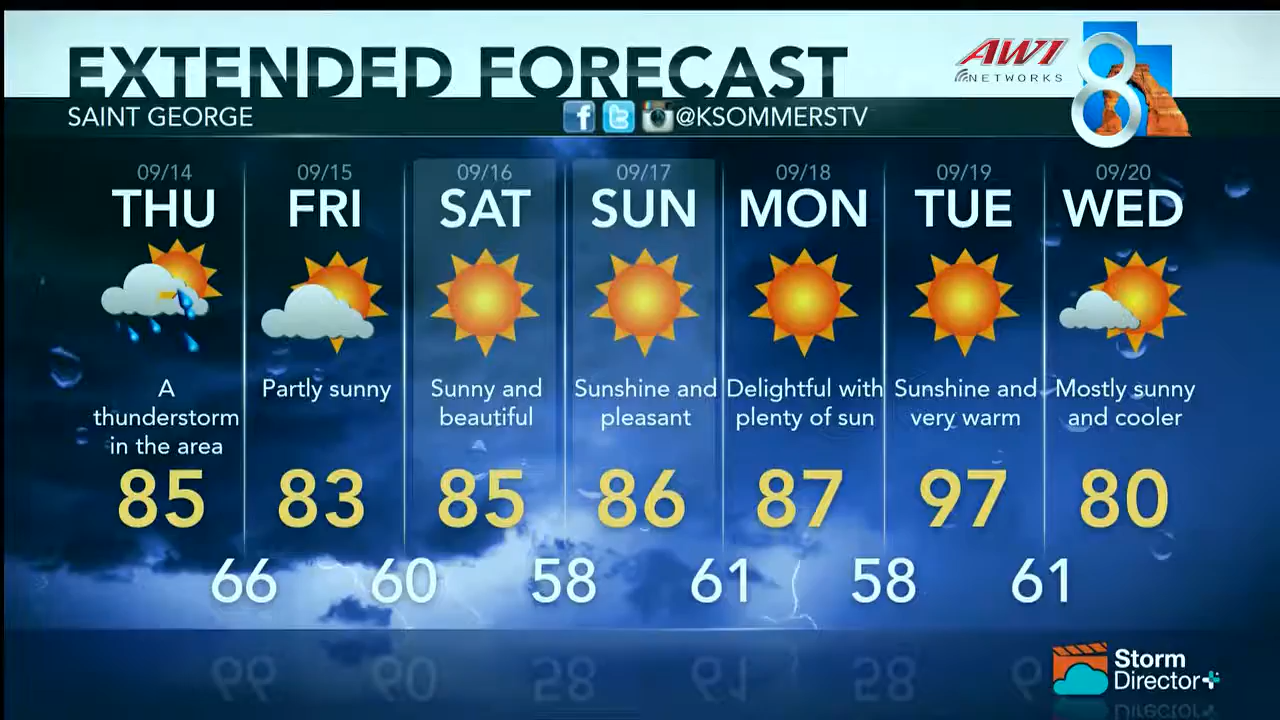 EXTENDED FORECAST
AWI
NETWORKS
8
SAINT GEORGE
@KSOMMERSTV
09/14 09/15 09/16 09/17 09/18 09/19 09/20
THU FRI SAT SUN MON TUE WED
A
thunderstorm
in the area
Partly sunny
Sunny and
beautiful
Sunshine and
pleasant
Delightful with
plenty of sun
Sunshine and
very warm
Mostly sunny
and cooler
85 83 85 86 87 97 80
66 60 58 61 58 61
Storm
Director+